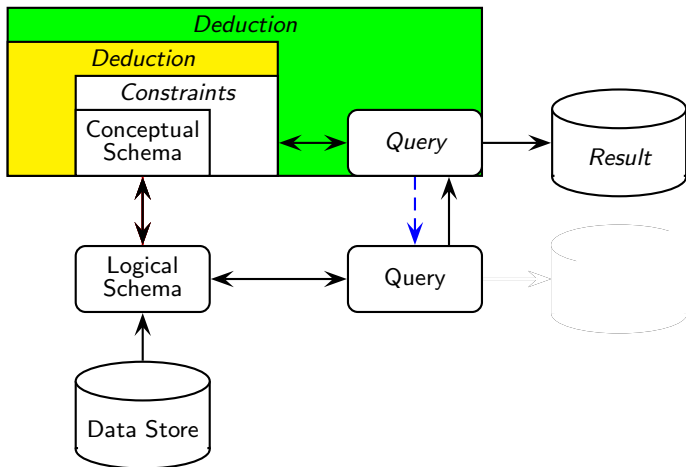 Deduction
Deduction
Constraints
Conceptual
Schema
Query
Result
Logical
Schema
Query
Data Store